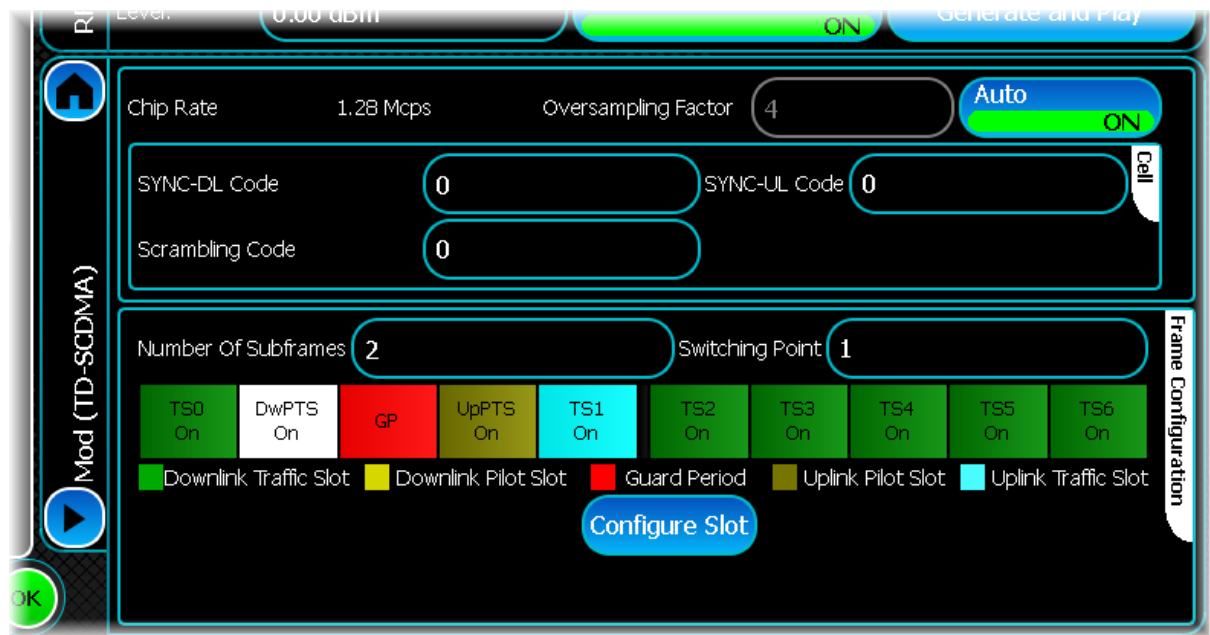 RF
Level:
0.00 dBm
ON
Generate and Play
Chip Rate
1.28 Mcps
Oversampling Factor
4
Auto
ON
Cell
SYNC-DL Code
0
SYNC-UL Code
0
Scrambling Code
0
Mod (TD-SCDMA)
Frame Configuration
Number Of Subframes
2
Switching Point
1
TS0
On
DwPTS
On
GP
UpPTS
On
TS1
On
TS2
On
TS3
On
TS4
On
TS5
On
TS6
On
Downlink Traffic Slot
Downlink Pilot Slot
Guard Period
Uplink Pilot Slot
Uplink Traffic Slot
Configure Slot
OK